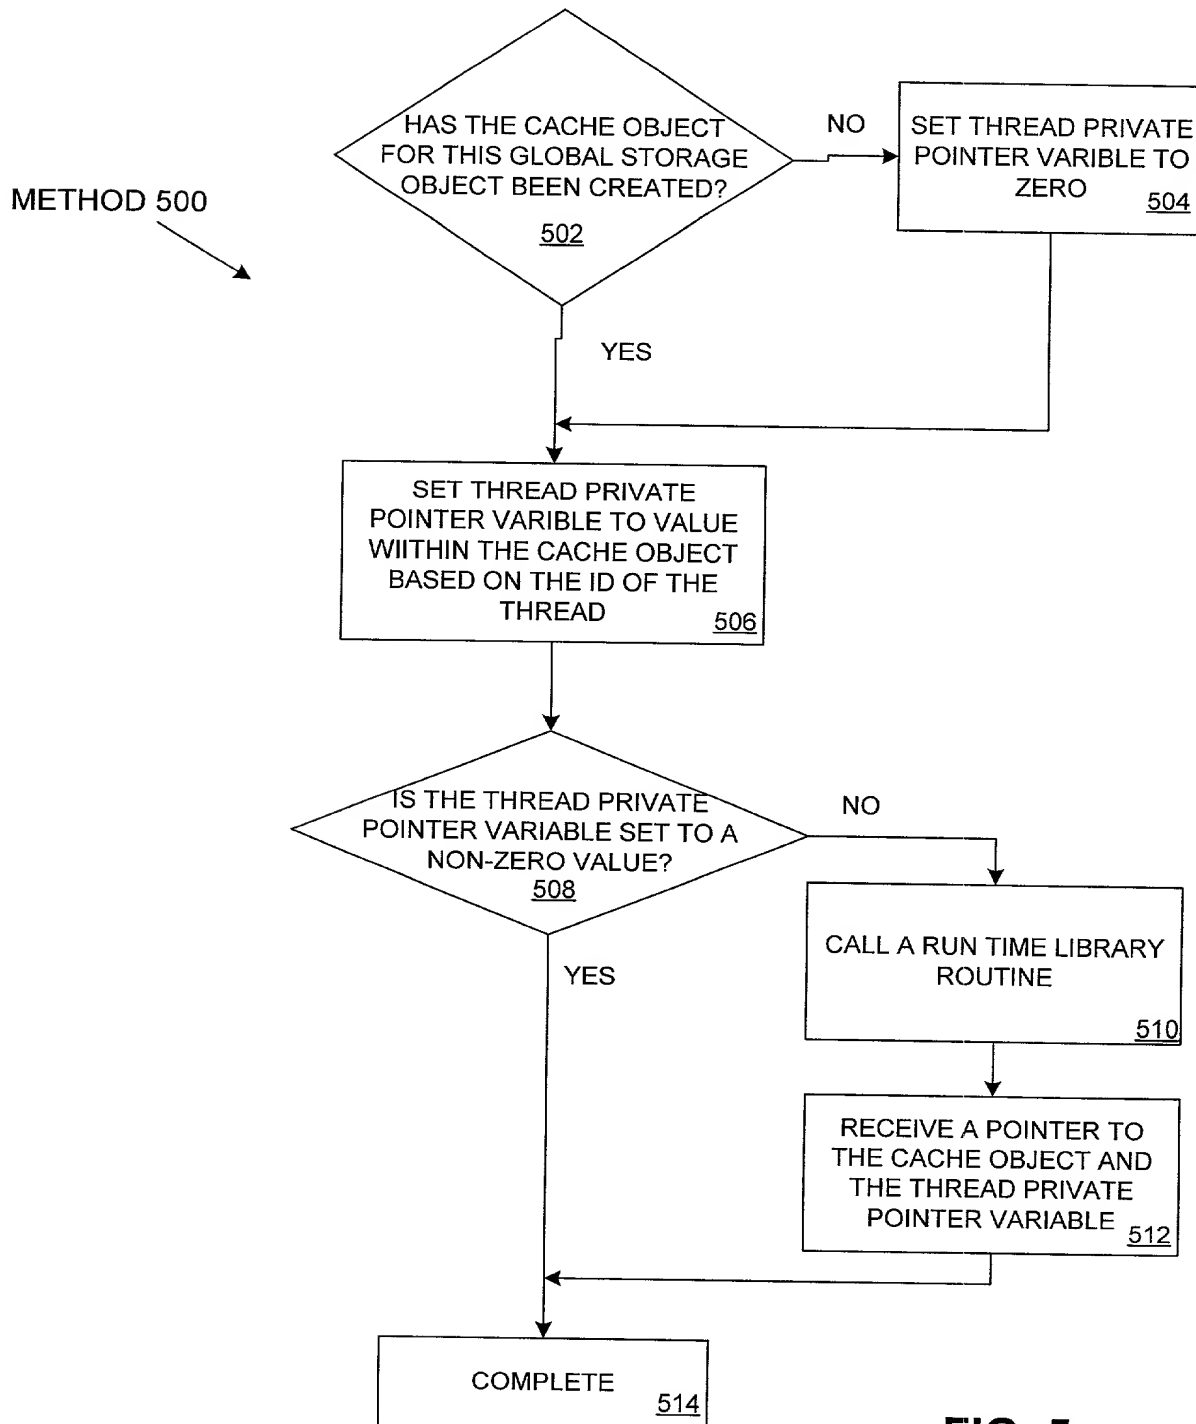 HAS THE CACHE OBJECT
FOR THIS GLOBAL STORAGE
OBJECT BEEN CREATED?
502
NO
SET THREAD PRIVATE
POINTER VARIBLE TO
ZERO
504
METHOD 500
YES
SET THREAD PRIVATE
POINTER VARIBLE TO VALUE
WIITHIN THE CACHE OBJECT
BASED ON THE ID OF THE
THREAD
506
IS THE THREAD PRIVATE
POINTER VARIABLE SET TO A
NON-ZERO VALUE?
508
NO
YES
CALL A RUN TIME LIBRARY
ROUTINE
510
RECEIVE A POINTER TO
THE CACHE OBJECT AND
THE THREAD PRIVATE
POINTER VARIABLE
512
COMPLETE
514